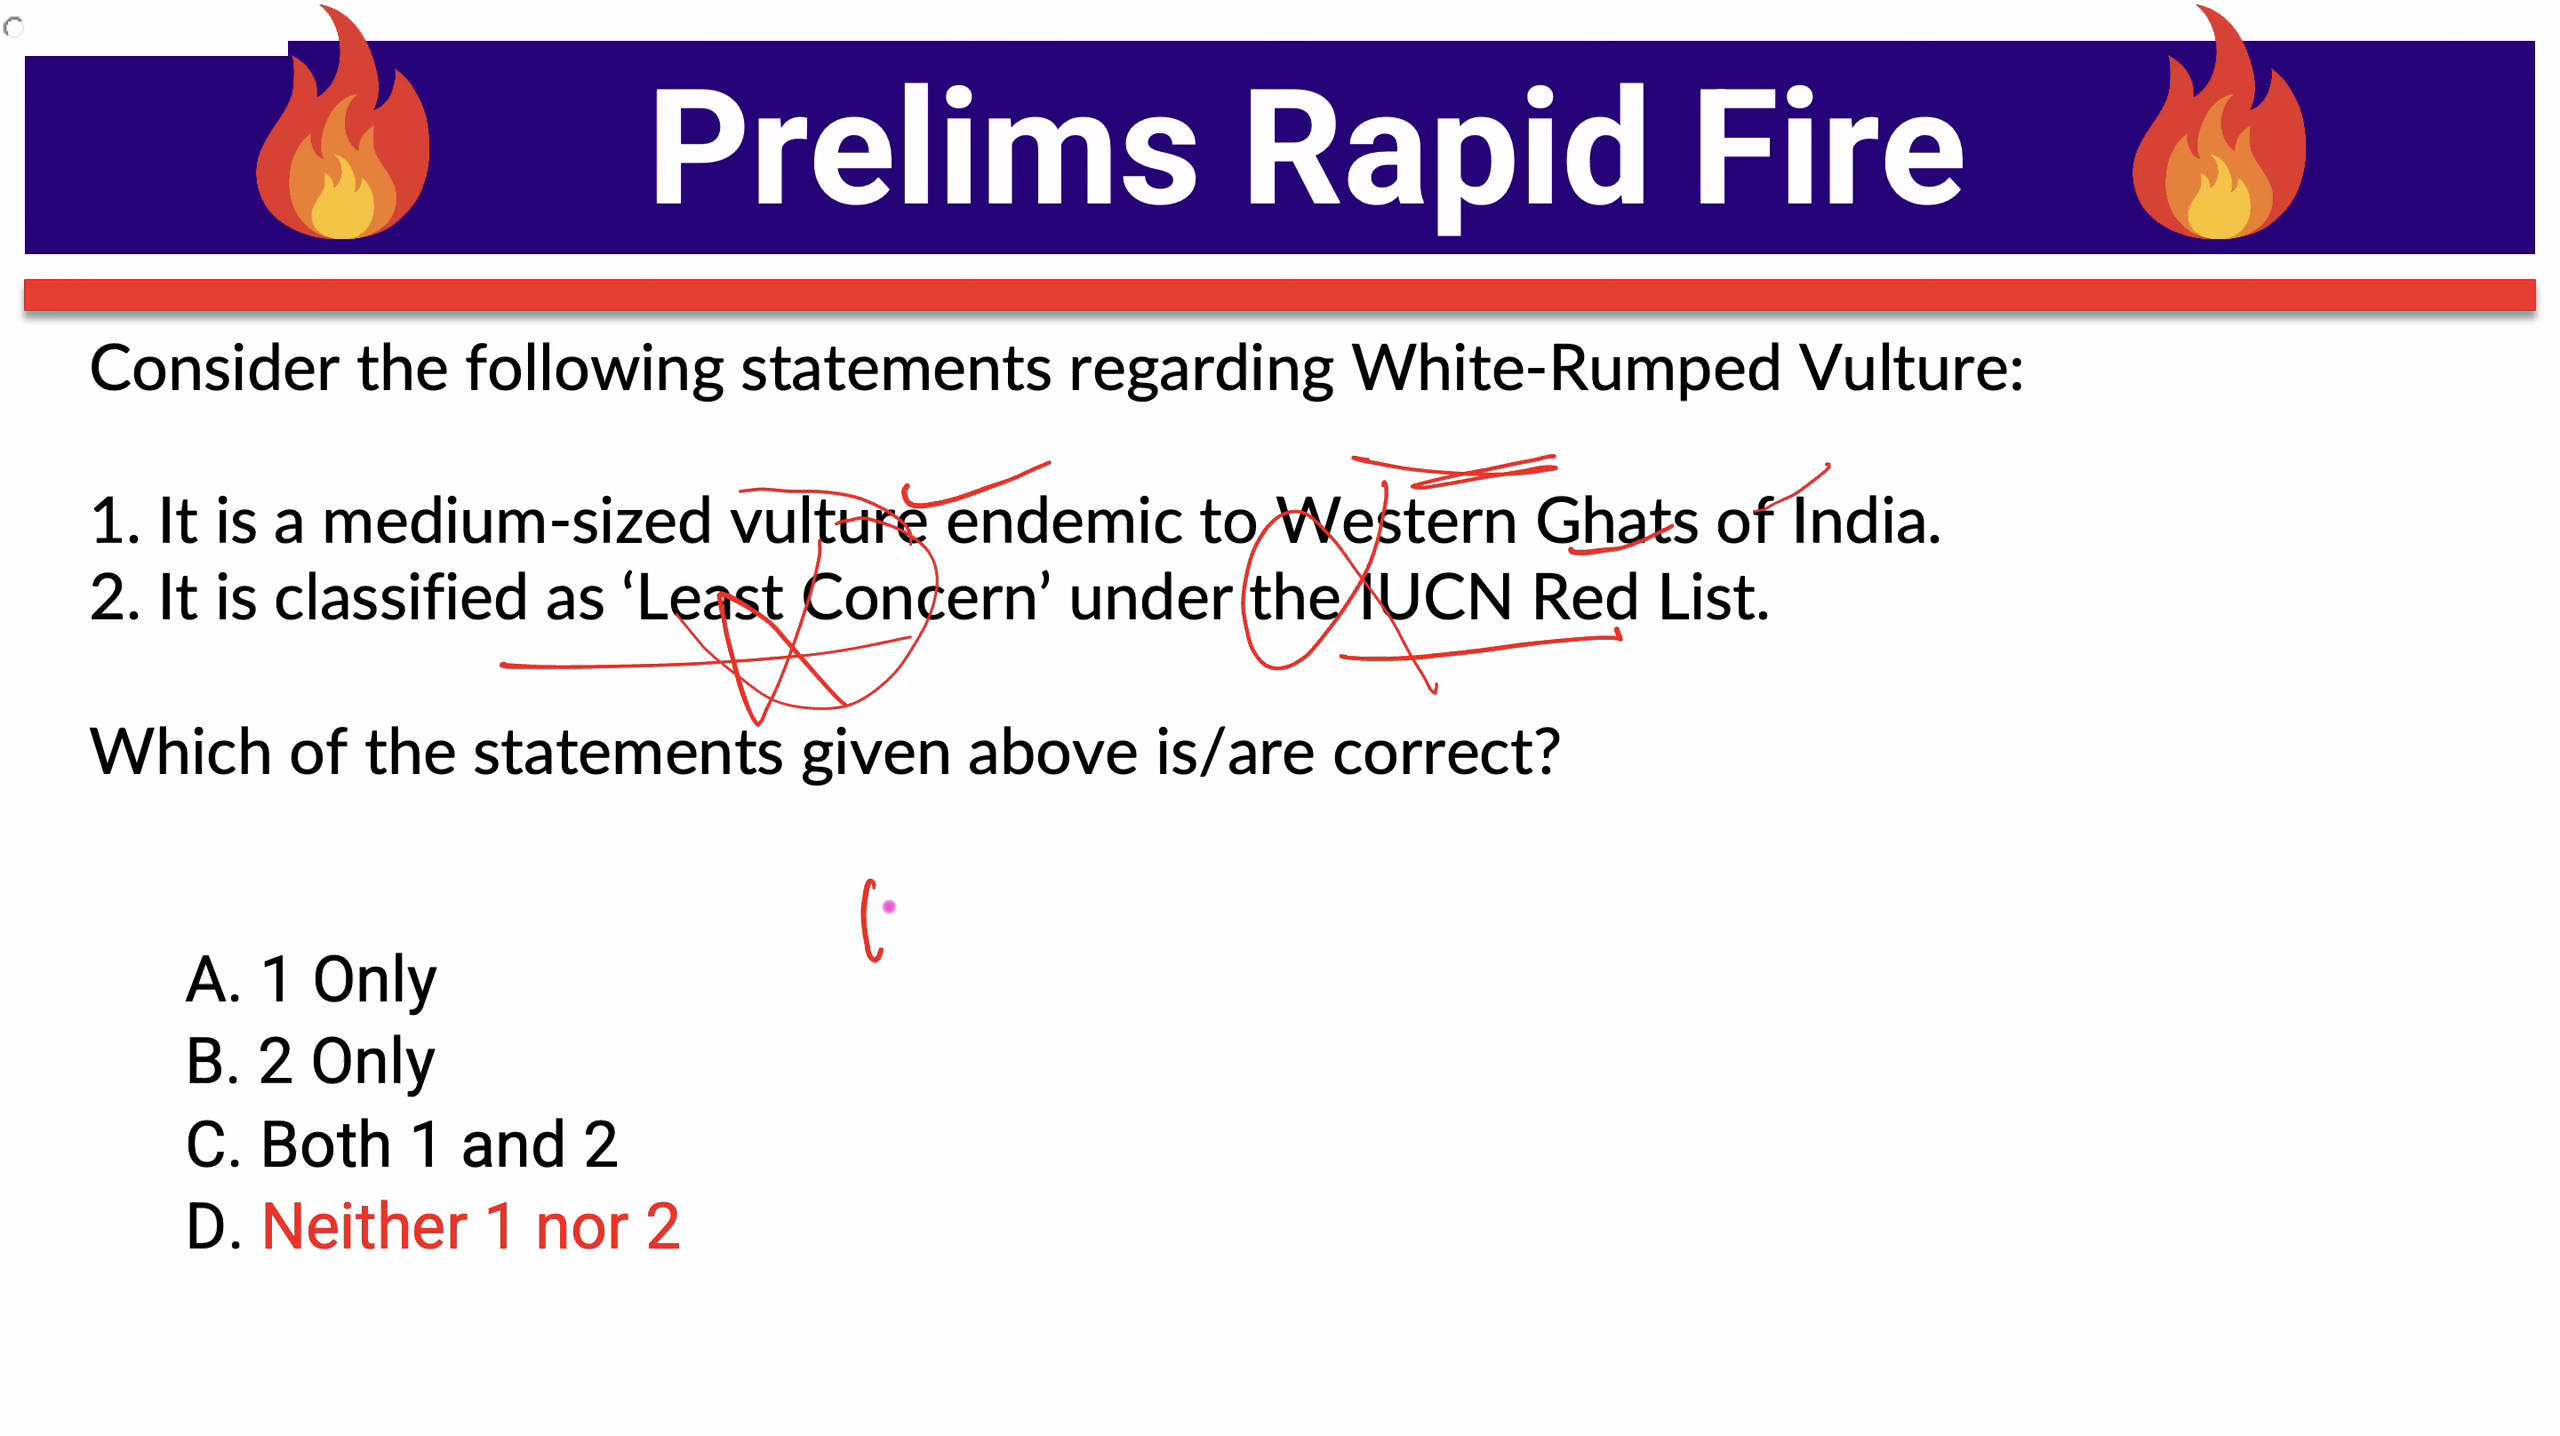 Prelims Rapid Fire
Consider the following statements regarding White-Rumped Vulture:
1. It is a medium-sized vulture endemic to Western Ghats of India.
2. It is classified as ‘Least Concern’ under the IUCN Red List.
Which of the statements given above is/are correct?
A. 1 Only
B. 2 Only
C. Both 1 and 2
D. Neither 1 nor 2